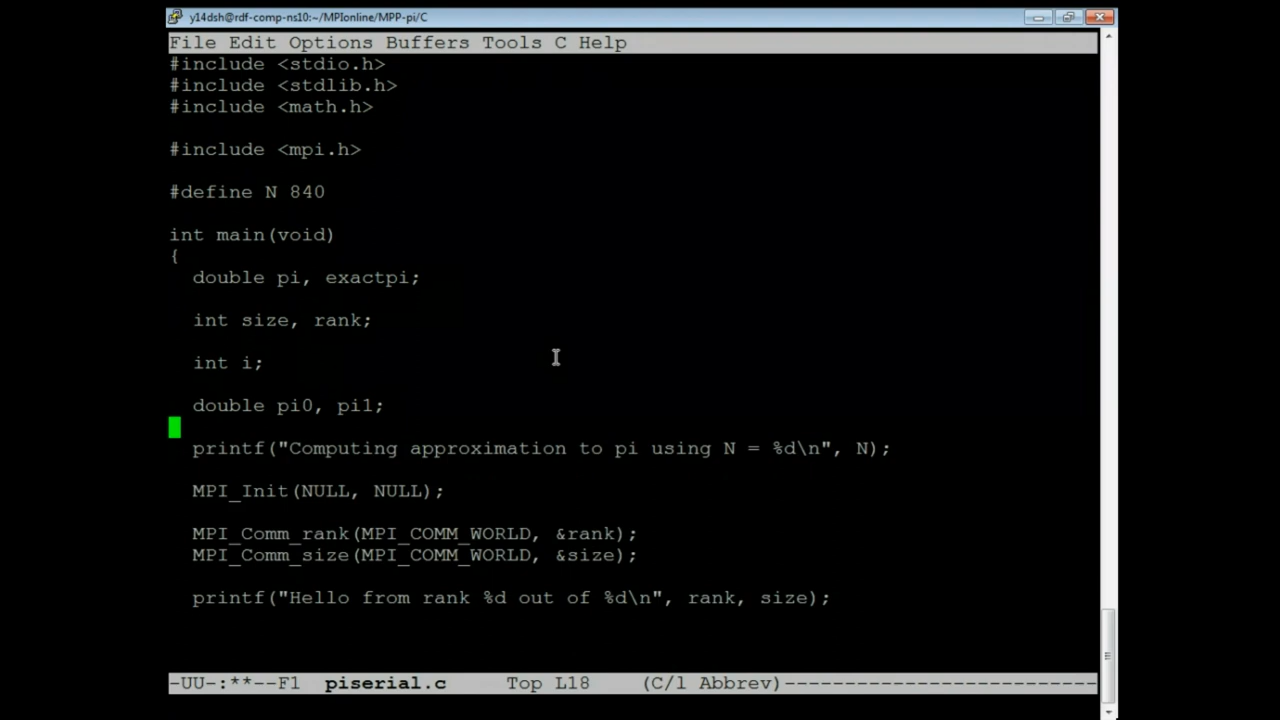 y14dsh@rdf-comp-ns10:~/MPIonline/MPP-pi/C
File Edit Options Buffers Tools C Help
#include <stdio.h>
#include <stdlib.h>
#include <math.h>
#include <mpi.h>
#define N 840
int main(void)
{
double pi, exactpi;
int size, rank;
int i;
double pi0, pi1;
printf("Computing approximation to pi using N = %d\n", N);
MPI_Init(NULL, NULL);
MPI_Comm_rank(MPI_COMM_WORLD, &rank);
MPI_Comm_size(MPI_COMM_WORLD, &size);
printf("Hello from rank %d out of %d\n", rank, size);
-UU-:**--F1  piserial.c     Top L18    (C/l Abbrev)--------------------------